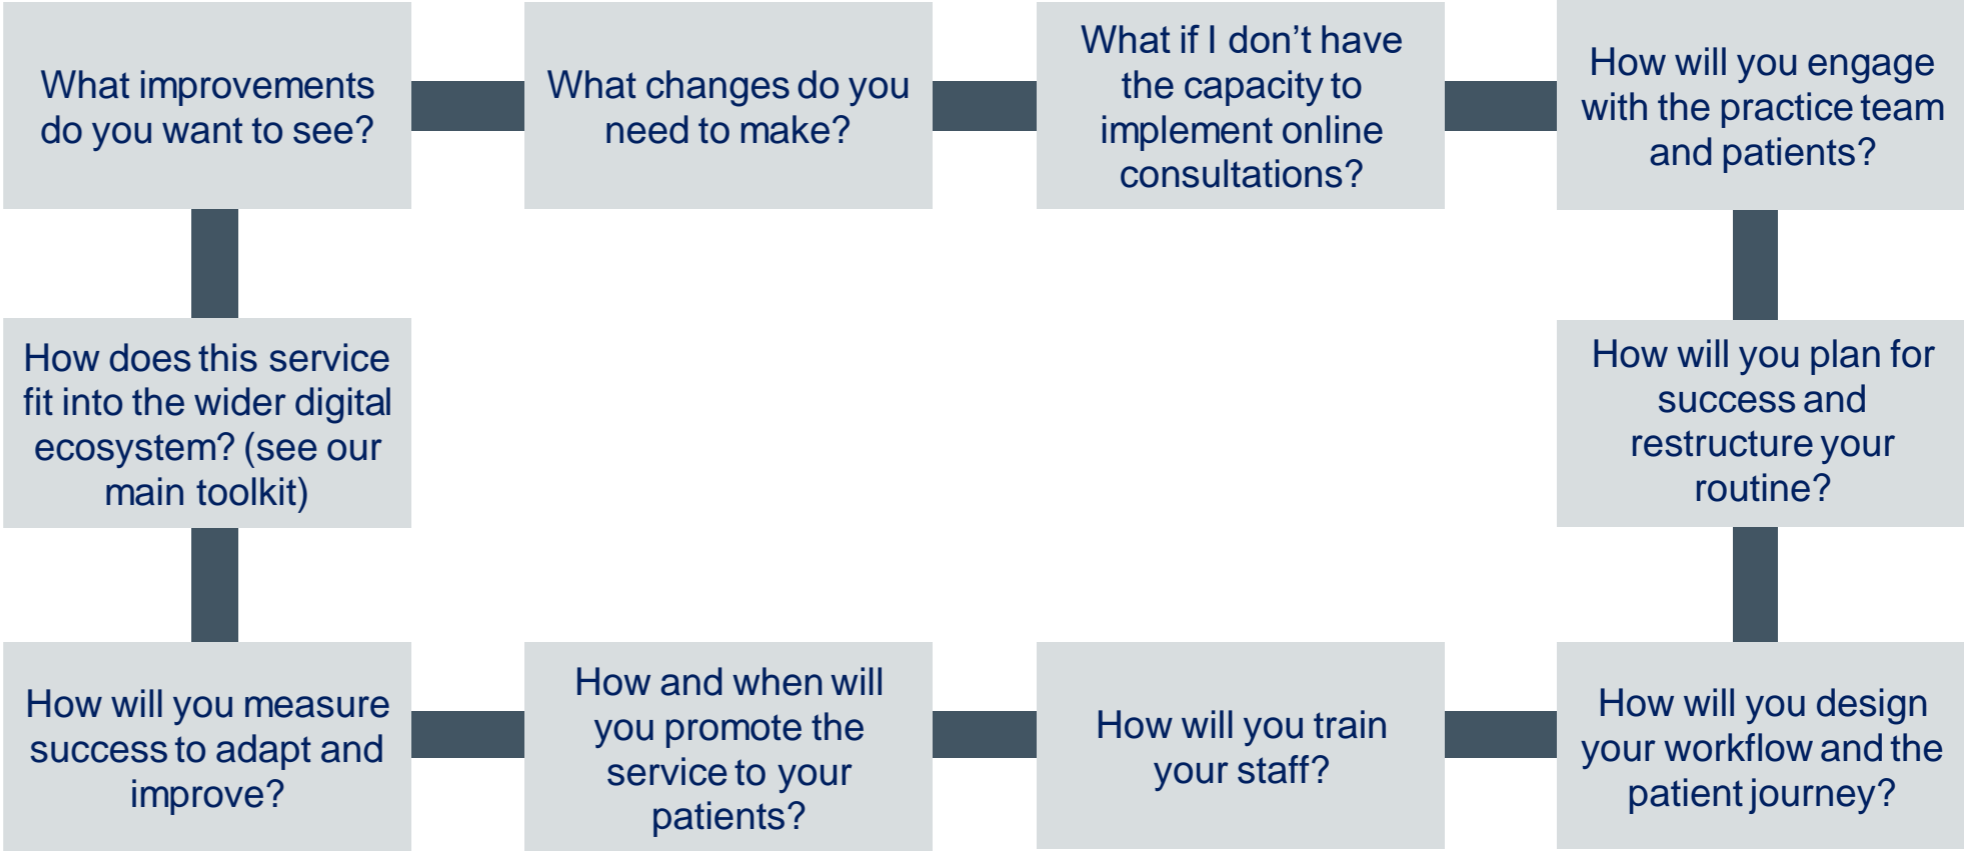 What improvements
do you want to see?
What changes do you
need to make?
What if I don’t have
the capacity to
implement online
consultations?
How will you engage
with the practice team
and patients?
How does this service
fit into the wider digital
ecosystem? (see our
main toolkit)
How will you plan for
success and
restructure your
routine?
How will you measure
success to adapt and
improve?
How and when will
you promote the
service to your
patients?
How will you train
your staff?
How will you design
your workflow and the
patient journey?